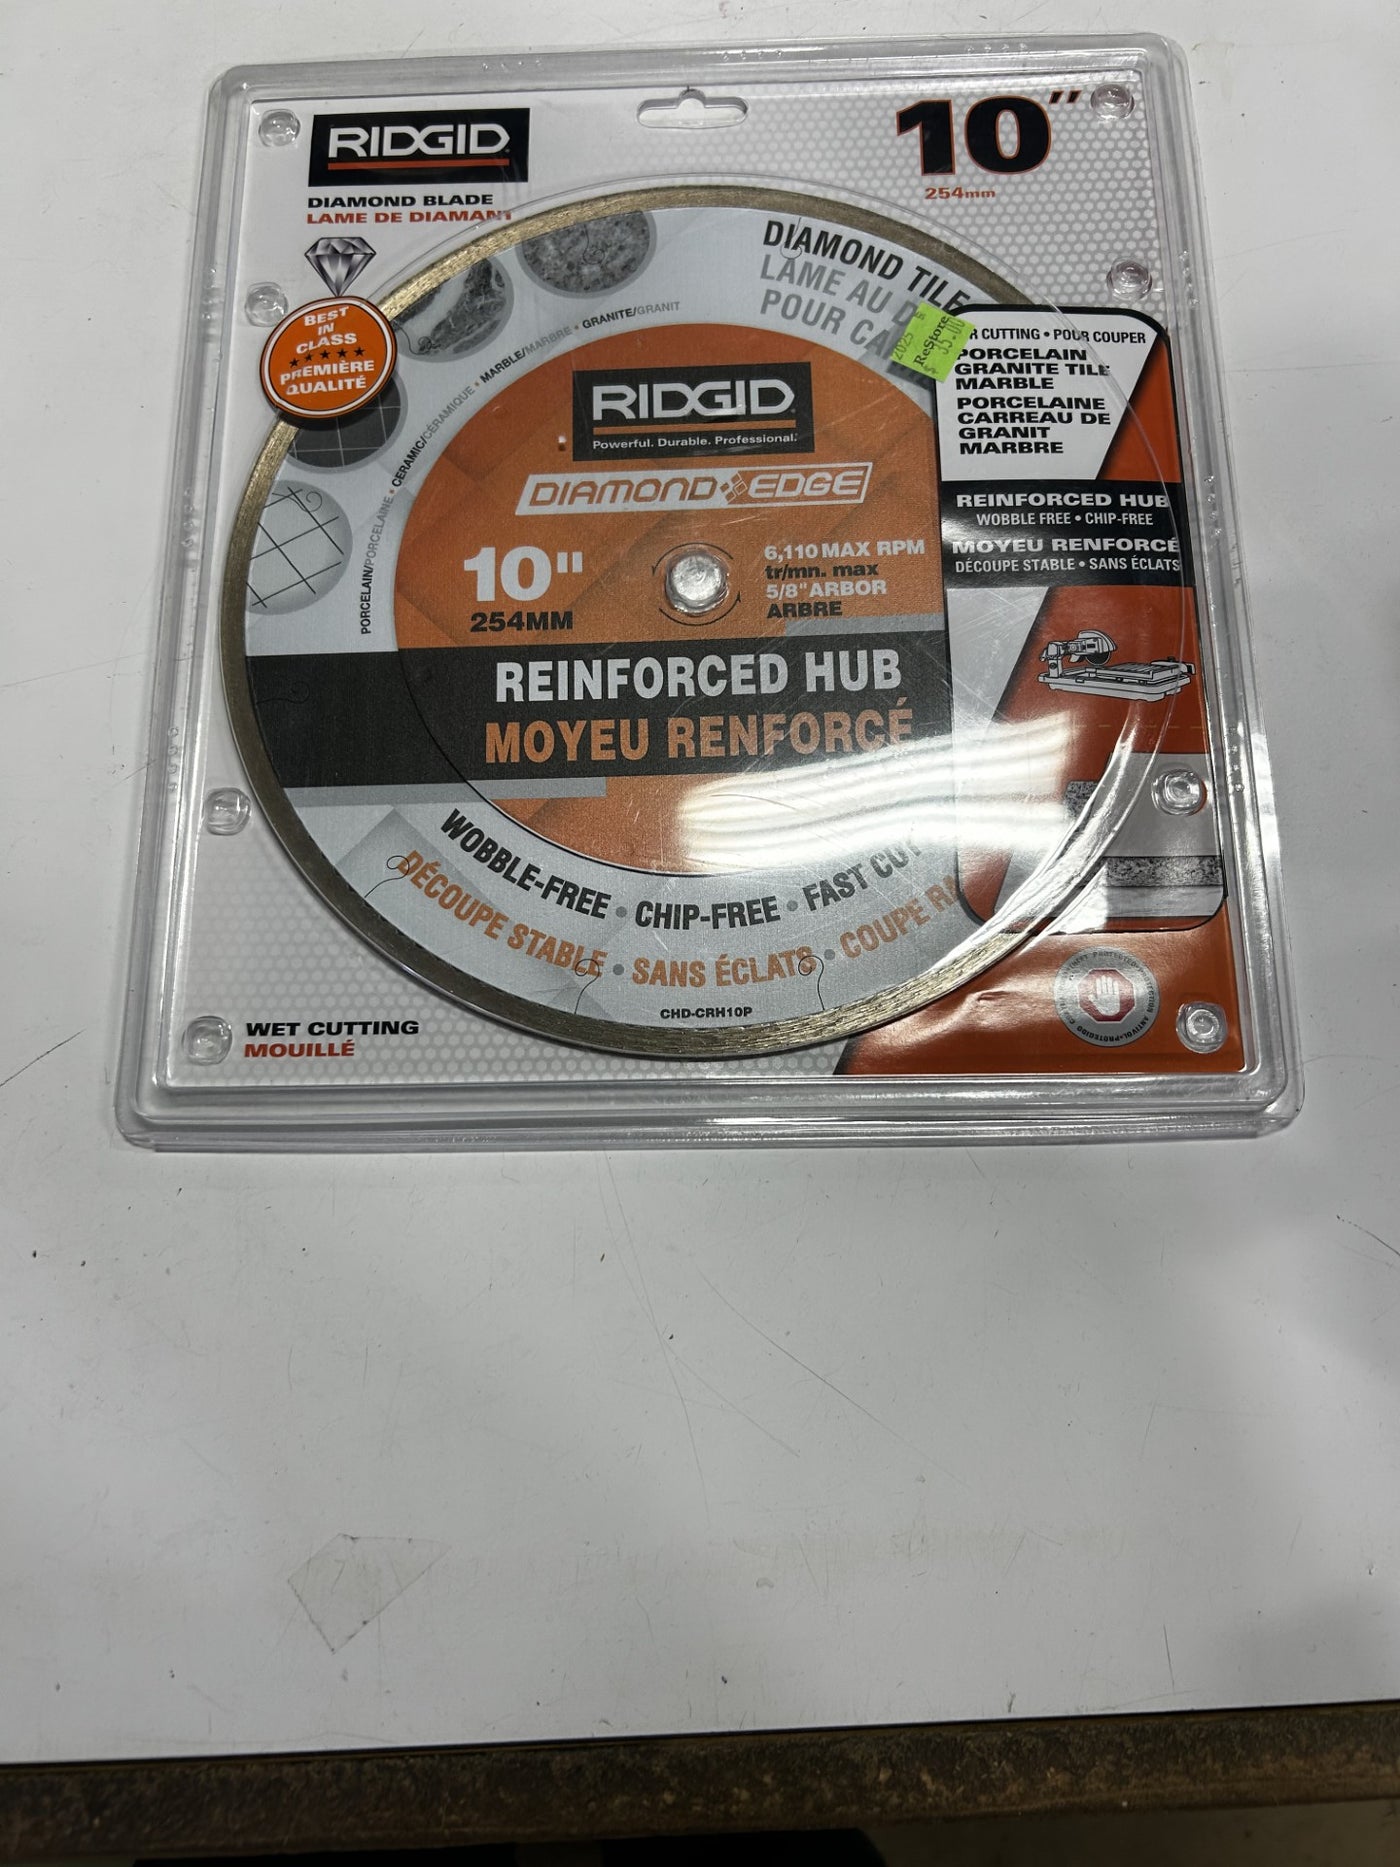 RIDGID
DIAMOND BLADE
LAME DE DIAMANT
10"
254mm
BEST
IN
CLASS
★★★★★
PREMIÈRE
QUALITÉ
DIAMOND TILE
LAME AU D
POUR CA
2025
ReStore
PORCELAIN/PORCELAINE • CERAMIC/CÉRAMIQUE • MARBLE/MARBRE • GRANITE/GRANIT
RIDGID
Powerful. Durable. Professional.
DIAMOND EDGE
10"
254MM
6,110 MAX RPM
tr/mn. max
5/8" ARBOR
ARBRE
REINFORCED HUB
MOYEU RENFORCÉ
WOBBLE-FREE • CHIP-FREE • FAST CUT
DÉCOUPE STABLE • SANS ÉCLATS • COUPE RA
CHD-CRH10P
R CUTTING • POUR COUPER
PORCELAIN
GRANITE TILE
MARBLE
PORCELAINE
CARREAU DE
GRANIT
MARBRE
REINFORCED HUB
WOBBLE FREE • CHIP-FREE
MOYEU RENFORCÉ
DÉCOUPE STABLE • SANS ÉCLATS
WET CUTTING
MOUILLÉ